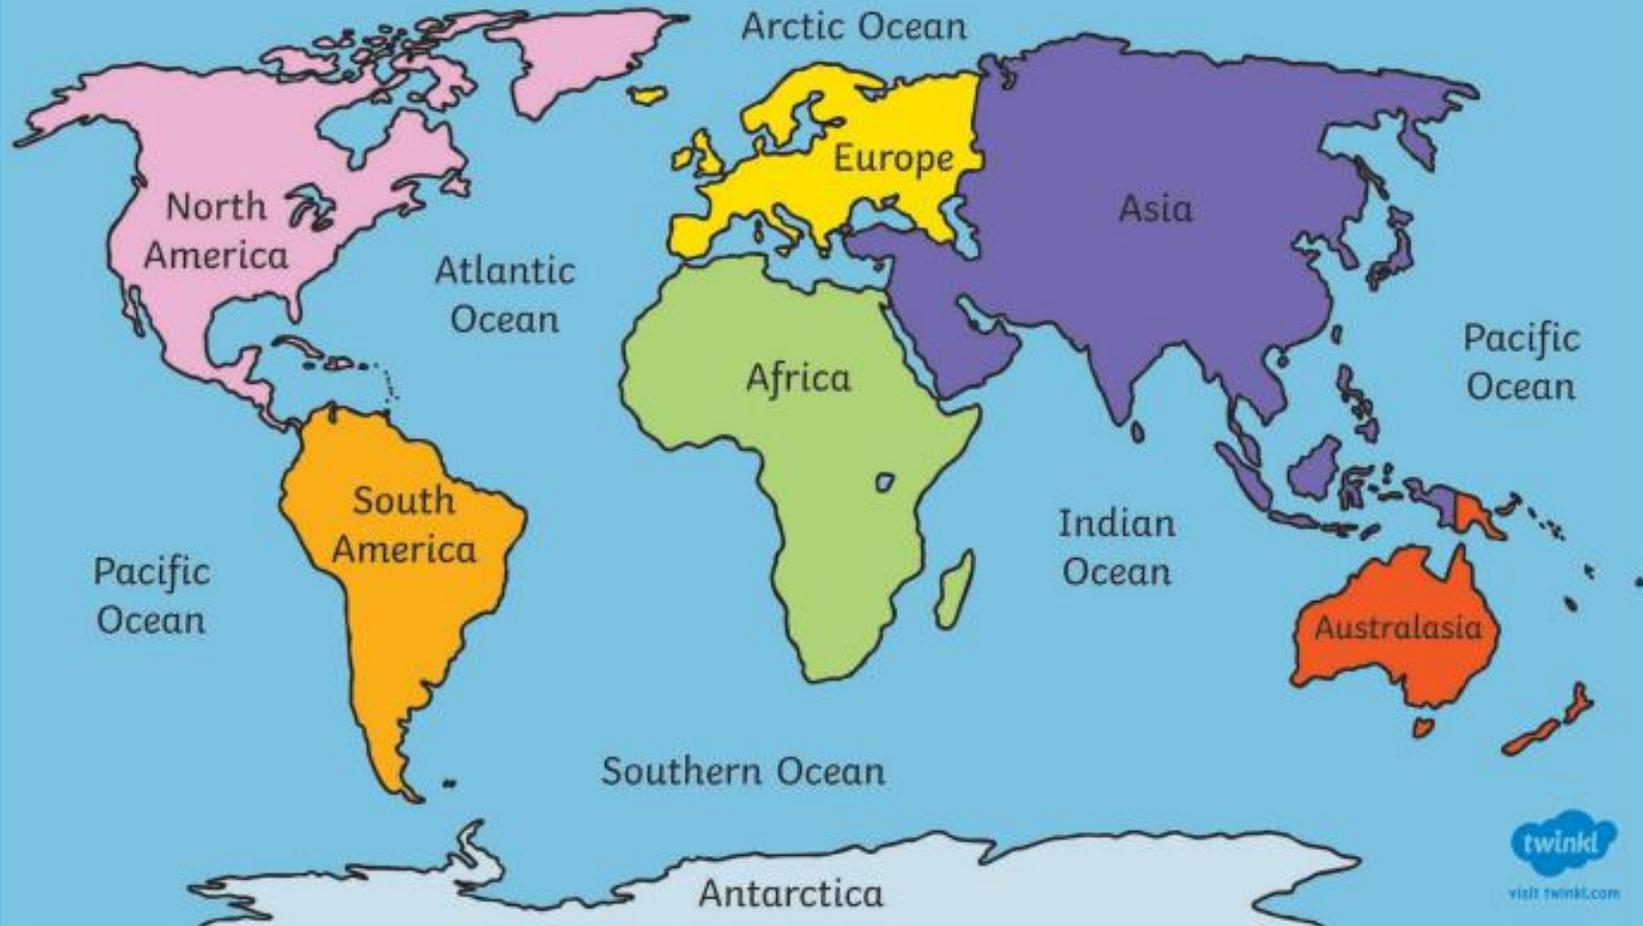 Arctic Ocean
Europe
North
America
Asia
Atlantic
Ocean
Africa
Pacific
Ocean
South
America
Indian
Ocean
Pacific
Ocean
Australasia
Southern Ocean
Antarctica
twinkl
visit twinkl.com